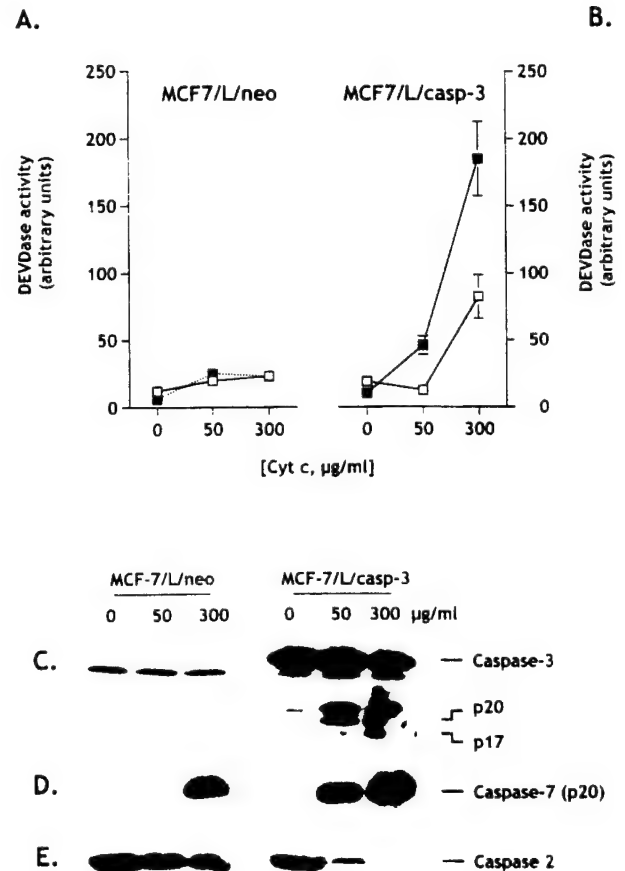 A.
B.
MCF7/L/neo
MCF7/L/casp-3
250
200
150
100
50
0
DEVDase activity
(arbitrary units)
250
200
150
100
50
0
DEVDase activity
(arbitrary units)
0 50 300
0 50 300
[Cyt c, µg/ml]
MCF-7/L/neo
MCF-7/L/casp-3
0 50 300
0 50 300 µg/ml
C.
Caspase-3
p20
p17
D.
Caspase-7 (p20)
E.
Caspase 2